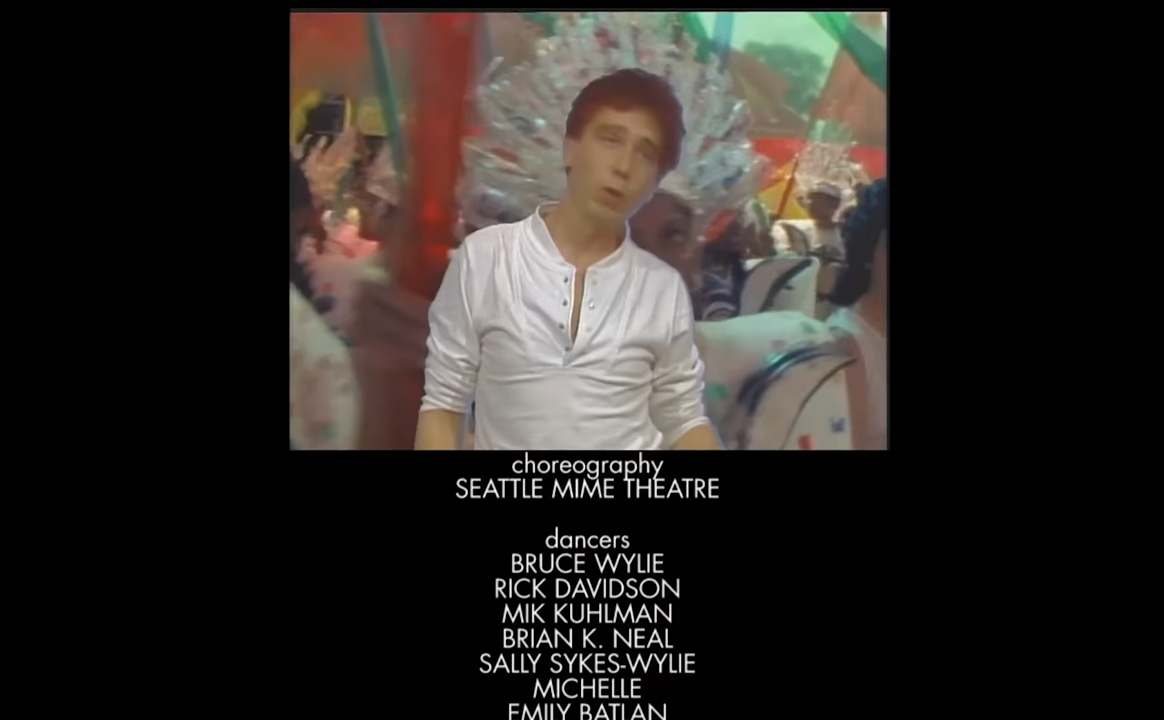 choreography
SEATTLE MIME THEATRE
dancers
BRUCE WYLIE
RICK DAVIDSON
MIK KUHLMAN
BRIAN K. NEAL
SALLY SYKES-WYLIE
MICHELLE
EMILY BATLAN